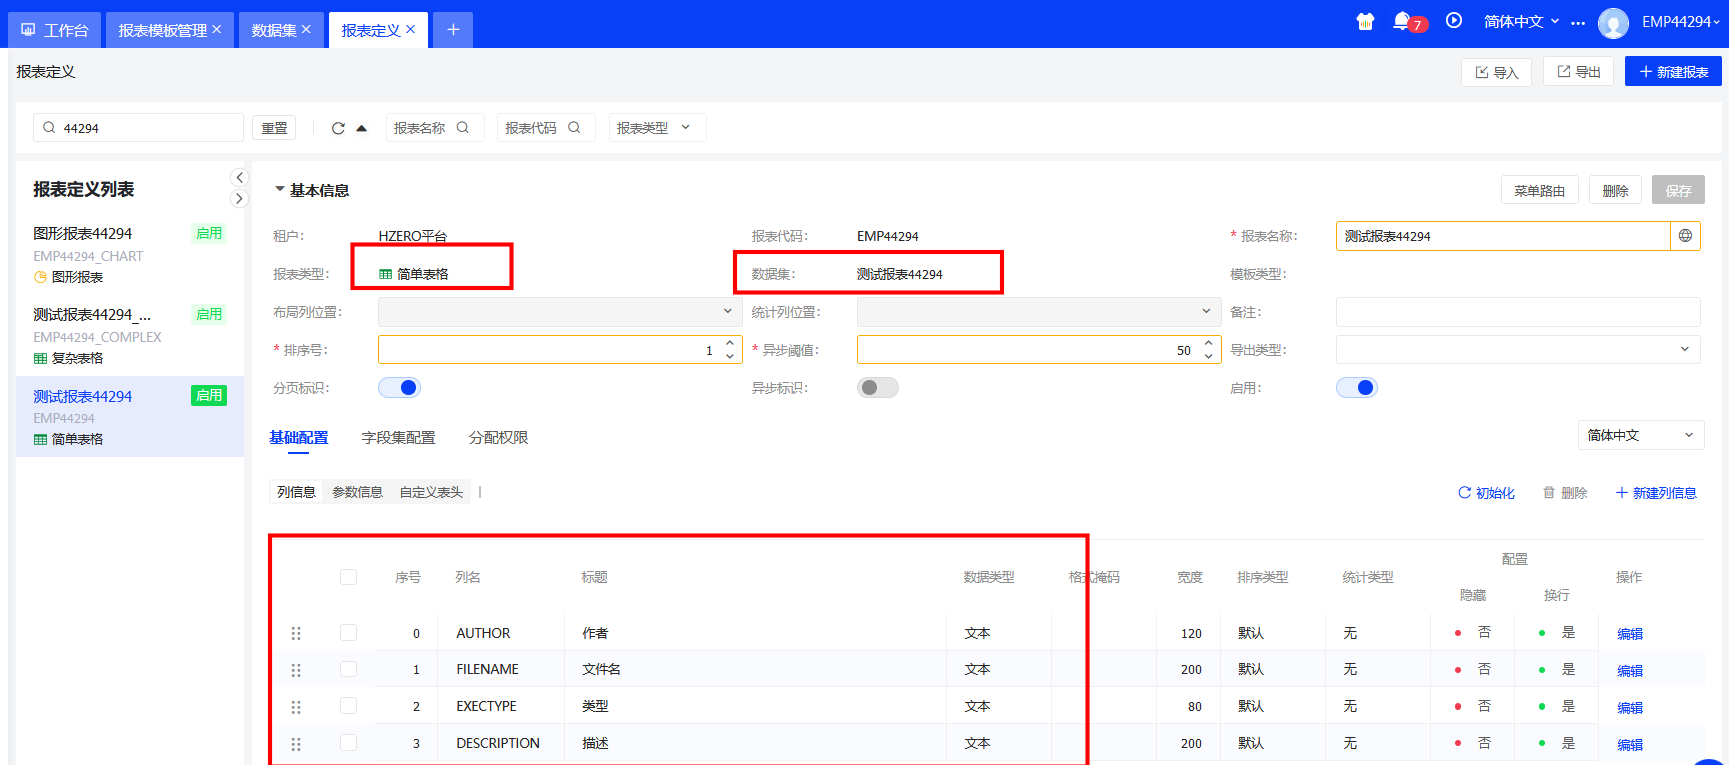 工作台 报表模板管理 × 数据集 × 报表定义 × + 7 简体中文 ... EMP44294
报表定义 导入 导出 + 新建报表
44294 重置 报表名称 报表代码 报表类型
报表定义列表
图形报表44294 启用
EMP44294_CHART
图形报表
测试报表44294_... 启用
EMP44294_COMPLEX
复杂表格
测试报表44294 启用
EMP44294
简单表格
基本信息 菜单路由 删除 保存
租户: HZERO平台 报表代码: EMP44294 * 报表名称: 测试报表44294
报表类型: 简单表格 数据集: 测试报表44294 模板类型:
布局列位置: 统计列位置: 备注:
* 排序号: 1 * 异步阈值: 50 导出类型:
分页标识: 异步标识: 启用:
基础配置 字段集配置 分配权限 简体中文
列信息 参数信息 自定义表头 | 初始化 删除 + 新建列信息
序号 列名 标题 数据类型 格式掩码 宽度 排序类型 统计类型 配置 操作
隐藏 换行
0 AUTHOR 作者 文本 120 默认 无 否 是 编辑
1 FILENAME 文件名 文本 200 默认 无 否 是 编辑
2 EXECTYPE 类型 文本 80 默认 无 否 是 编辑
3 DESCRIPTION 描述 文本 200 默认 无 否 是 编辑